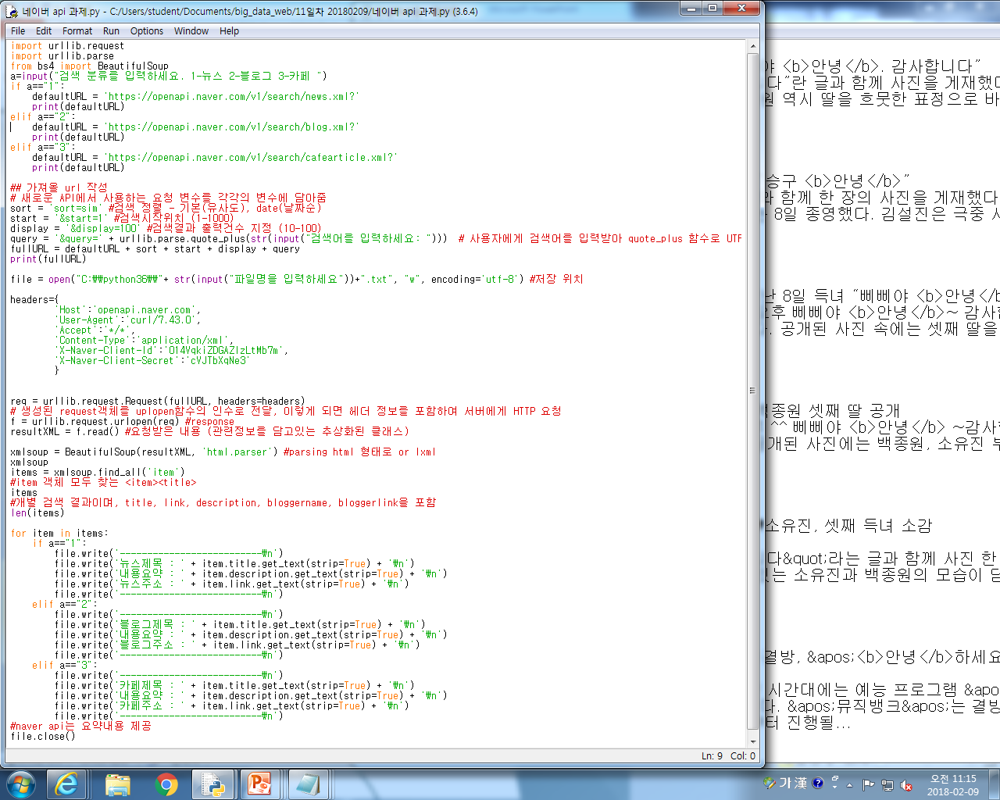 네이버 api 과제.py - C:/Users/student/Documents/big_data_web/11일차 20180209/네이버 api 과제.py (3.6.4)
File Edit Format Run Options Window Help
import urllib.request
import urllib.parse
from bs4 import BeautifulSoup
a=input("검색 분류를 입력하세요. 1-뉴스 2-블로그 3-카페 ")
if a=="1":
    defaultURL = 'https://openapi.naver.com/v1/search/news.xml?'
    print(defaultURL)
elif a=="2":
    defaultURL = 'https://openapi.naver.com/v1/search/blog.xml?'
    print(defaultURL)
elif a=="3":
    defaultURL = 'https://openapi.naver.com/v1/search/cafearticle.xml?'
    print(defaultURL)
## 가져올 url 작성
# 새로운 API에서 사용하는 요청 변수를 각각의 변수에 담아줌
sort = 'sort=sim' #검색 정렬 - 기본(유사도), date(날짜순)
start = '&start=1' #검색시작위치 (1-1000)
display = '&display=100' #검색결과 출력건수 지정 (10-100)
query = '&query=' + urllib.parse.quote_plus(str(input("검색어를 입력하세요: "))) # 사용자에게 검색어를 입력받아 quote_plus 함수로 UTF
fullURL = defaultURL + sort + start + display + query
print(fullURL)
file = open("C:₩₩python36₩₩"+ str(input("파일명을 입력하세요"))+".txt", "w", encoding='utf-8') #저장 위치
headers={
        'Host':'openapi.naver.com',
        'User-Agent':'curl/7.43.0',
        'Accept':'*/*',
        'Content-Type':'application/xml',
        'X-Naver-Client-Id':'
        'X-Naver-Client-Secret':'
        }
req = urllib.request.Request(fullURL, headers=headers)
# 생성된 request객체를 uplopen함수의 인수로 전달, 이렇게 되면 헤더 정보를 포함하여 서버에게 HTTP 요청
f = urllib.request.urlopen(req) #response
resultXML = f.read() #요청받은 내용 (관련정보를 담고있는 추상화된 클래스)
xmlsoup = BeautifulSoup(resultXML, 'html.parser') #parsing html 형태로 or lxml
xmlsoup
items = xmlsoup.find_all('item')
#item 객체 모두 찾는 <item><title>
items
#개별 검색 결과이며, title, link, description, bloggername, bloggerlink을 포함
len(items)
for item in items:
    if a=="1":
        file.write('--------------------------₩n')
        file.write('뉴스제목 : ' + item.title.get_text(strip=True) + '₩n')
        file.write('내용요약 : ' + item.description.get_text(strip=True) + '₩n')
        file.write('뉴스주소 : ' + item.link.get_text(strip=True) + '₩n')
        file.write('--------------------------₩n')
    elif a=="2":
        file.write('--------------------------₩n')
        file.write('블로그제목 : ' + item.title.get_text(strip=True) + '₩n')
        file.write('내용요약 : ' + item.description.get_text(strip=True) + '₩n')
        file.write('블로그주소 : ' + item.link.get_text(strip=True) + '₩n')
        file.write('--------------------------₩n')
    elif a=="3":
        file.write('--------------------------₩n')
        file.write('카페제목 : ' + item.title.get_text(strip=True) + '₩n')
        file.write('내용요약 : ' + item.description.get_text(strip=True) + '₩n')
        file.write('카페주소 : ' + item.link.get_text(strip=True) + '₩n')
        file.write('--------------------------₩n')
#naver api는 요약내용 제공
file.close()
Ln: 9 Col: 0
야 <b>안녕</b>. 감사합니다”
다”란 글과 함께 사진을 게재했다
원 역시 딸을 흐뭇한 표정으로 바
승구 <b>안녕</b>”
와 함께 한 장의 사진을 게재했다
8일 종영했다. 김설진은 극중 사
난 8일 득녀 “삐삐야 <b>안녕</b
오후 삐삐야 <b>안녕</b>~ 감사합
. 공개된 사진 속에는 셋째 딸을
백종원 셋째 딸 공개
^^ 삐삐야 <b>안녕</b> ~감사합
개된 사진에는 백종원, 소유진 부
소유진, 셋째 득녀 소감
다&quot;라는 글과 함께 사진 한
있는 소유진과 백종원의 모습이 담
결방, &apos;<b>안녕</b>하세요
시간대에는 예능 프로그램 &apo
다. &apos;뮤직뱅크&apos;는 결방
터 진행될...
가 漢
오전 11:15
2018-02-09